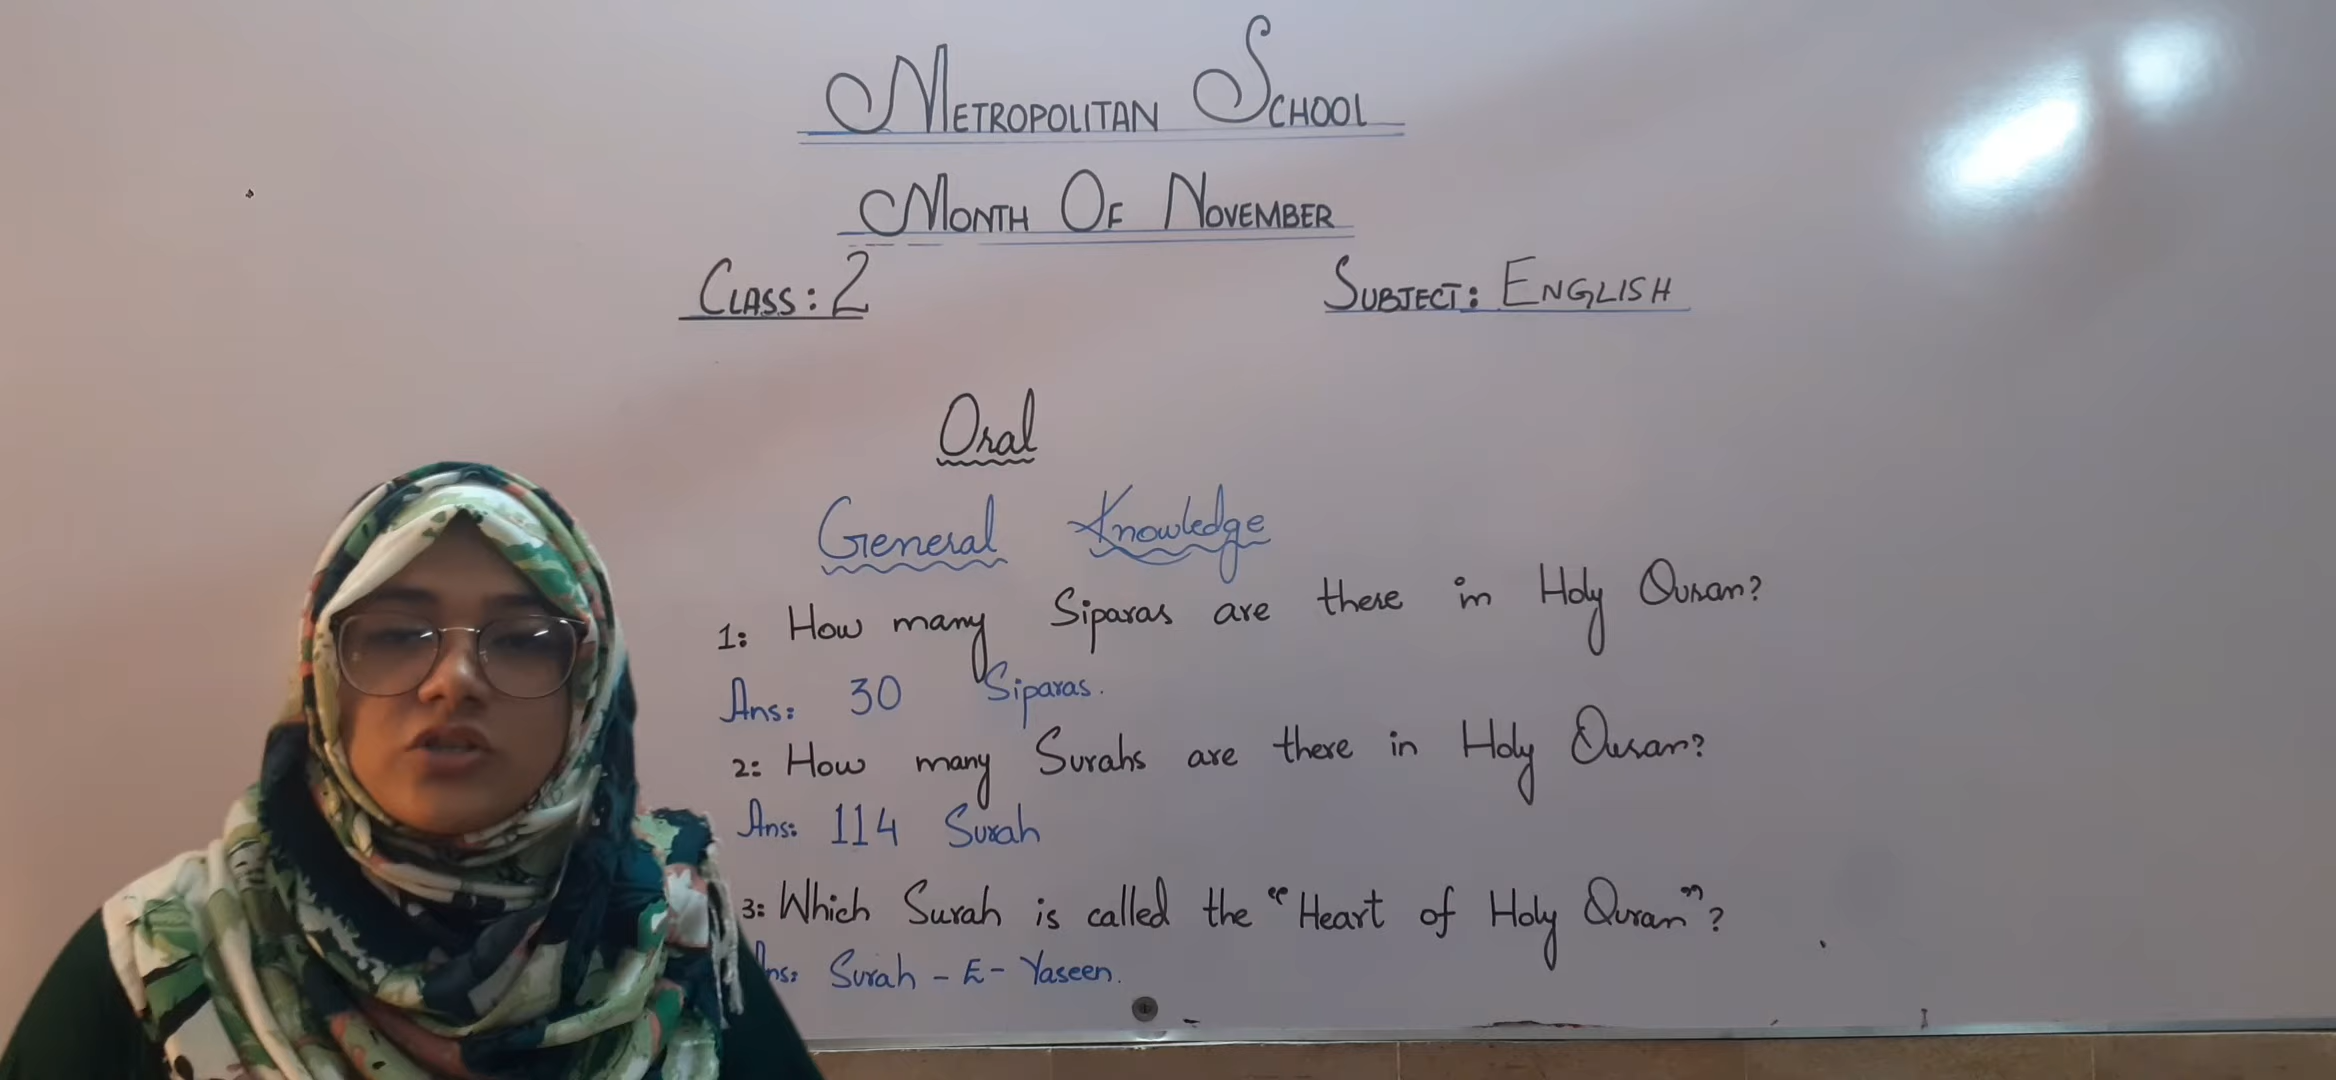 METROPOLITAN SCHOOL
MONTH OF NOVEMBER
CLASS: 2
SUBJECT: ENGLISH
Oral
General Knowledge
1: How many Siparas are there in Holy Quran?
Ans: 30 Siparas.
2: How many Surahs are there in Holy Quran?
Ans: 114 Surah
3: Which Surah is called the "Heart of Holy Quran"?
Ans: Surah - E - Yaseen.